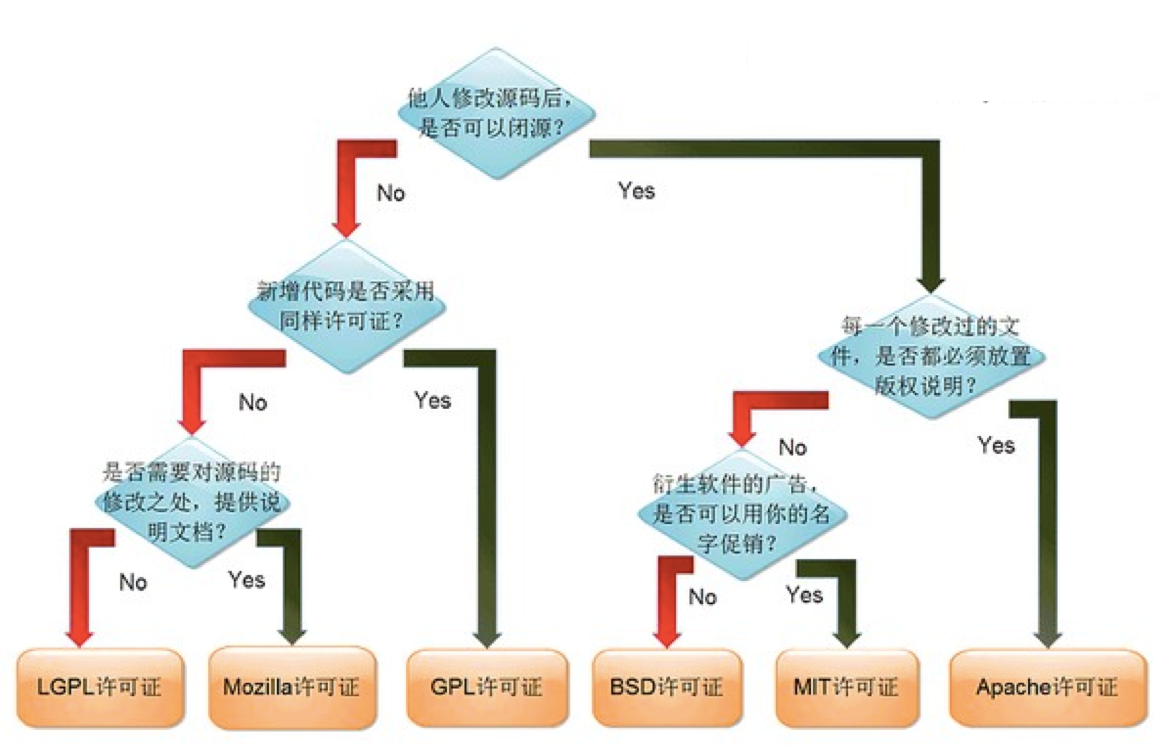 他人修改源码后，
是否可以闭源？
No
Yes
新增代码是否采用
同样许可证？
每一个修改过的文
件，是否都必须放置
版权说明？
No
Yes
No
Yes
是否需要对源码的
修改之处，提供说
明文档？
衍生软件的广告，
是否可以用你的名
字促销？
No
Yes
No
Yes
LGPL许可证
Mozilla许可证
GPL许可证
BSD许可证
MIT许可证
Apache许可证